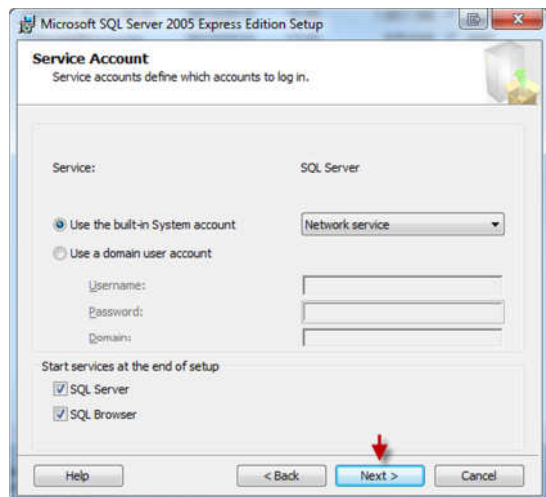 Microsoft SQL Server 2005 Express Edition Setup
Service Account
Service accounts define which accounts to log in.
Service: SQL Server
Use the built-in System account Network service
Use a domain user account
Username:
Password:
Domain:
Start services at the end of setup
SQL Server
SQL Browser
Help < Back Next > Cancel